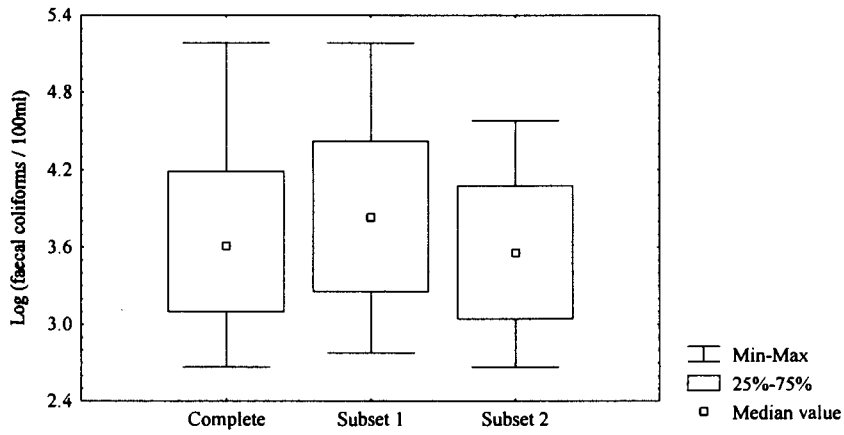 Log (faecal coliforms / 100ml)
5.4
4.8
4.2
3.6
3.0
2.4
Complete Subset 1 Subset 2
Min-Max
25%-75%
Median value